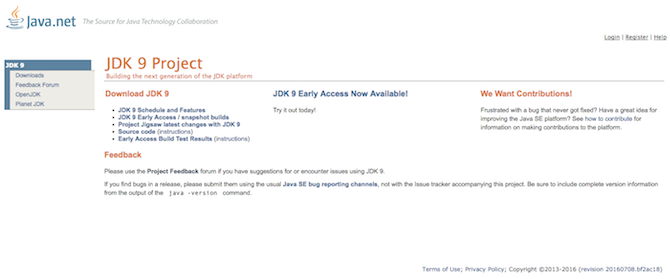 Java.net The Source for Java Technology Collaboration
Login | Register | Help
JDK 9
Downloads
Feedback Forum
OpenJDK
Planet JDK
JDK 9 Project
Building the next generation of the JDK platform
Download JDK 9
JDK 9 Schedule and Features
JDK 9 Early Access / snapshot builds
Project Jigsaw latest changes with JDK 9
Source code (instructions)
Early Access Build Test Results (instructions)
JDK 9 Early Access Now Available!
Try it out today!
We Want Contributions!
Frustrated with a bug that never got fixed? Have a great idea for
improving the Java SE platform? See how to contribute for
information on making contributions to the platform.
Feedback
Please use the Project Feedback forum if you have suggestions for or encounter issues using JDK 9.
If you find bugs in a release, please submit them using the usual Java SE bug reporting channels, not with the Issue tracker accompanying this project. Be sure to include complete version information
from the output of the java -version command.
Terms of Use; Privacy Policy; Copyright ©2013-2016 (revision 20160708.bf2ac18)